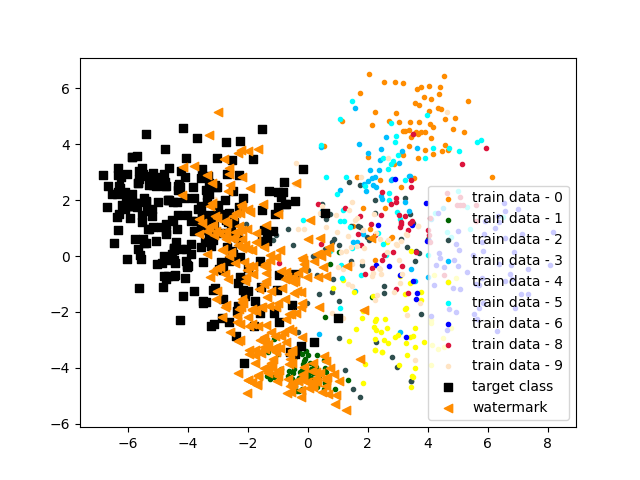 6
4
2
0
−2
−4
−6
−6
−4
−2
0
2
4
6
8
train data - 0
train data - 1
train data - 2
train data - 3
train data - 4
train data - 5
train data - 6
train data - 8
train data - 9
target class
watermark